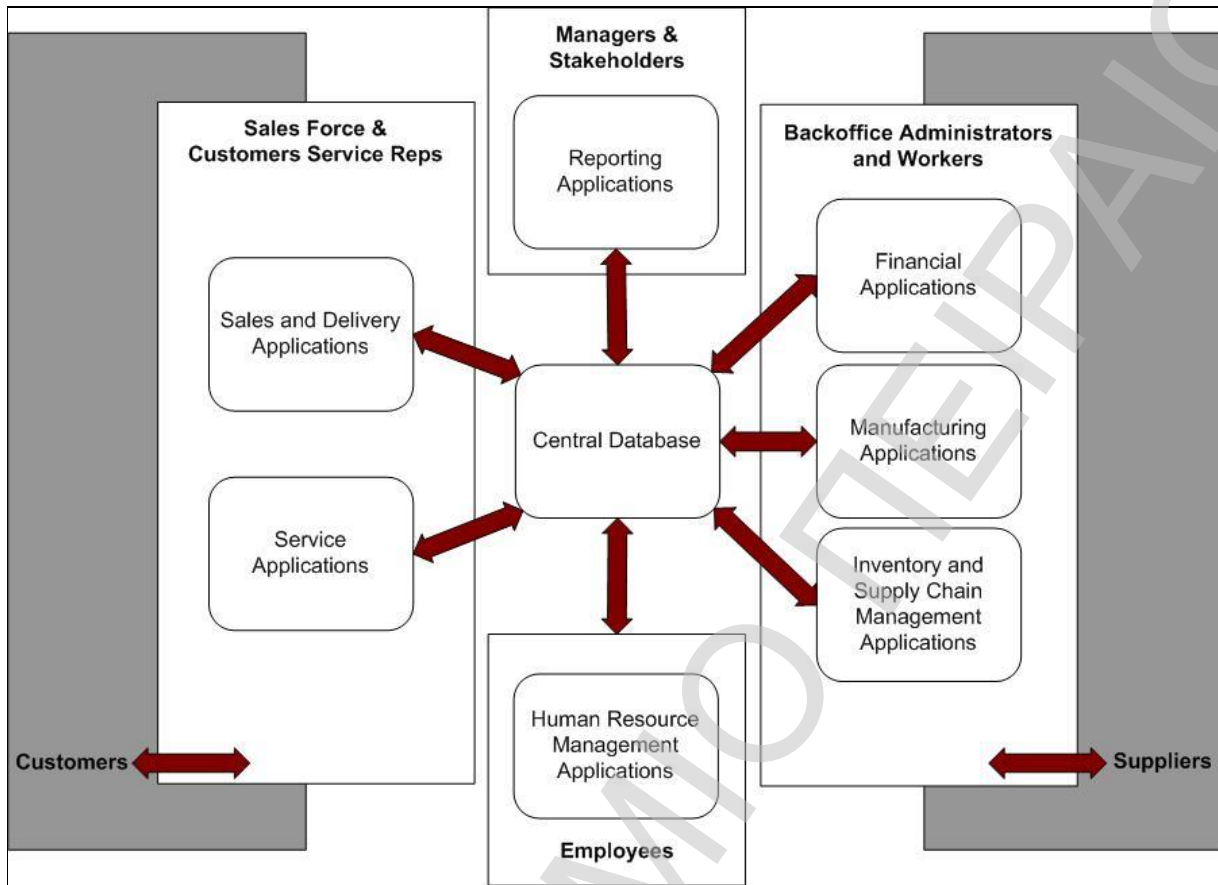 Managers &
Stakeholders
Reporting
Applications
Sales Force &
Customers Service Reps
Sales and Delivery
Applications
Service
Applications
Customers
Central Database
Human Resource
Management
Applications
Employees
Backoffice Administrators
and Workers
Financial
Applications
Manufacturing
Applications
Inventory and
Supply Chain
Management
Applications
Suppliers
ΜΙΟ ΠΕΙΡΑΙΩ